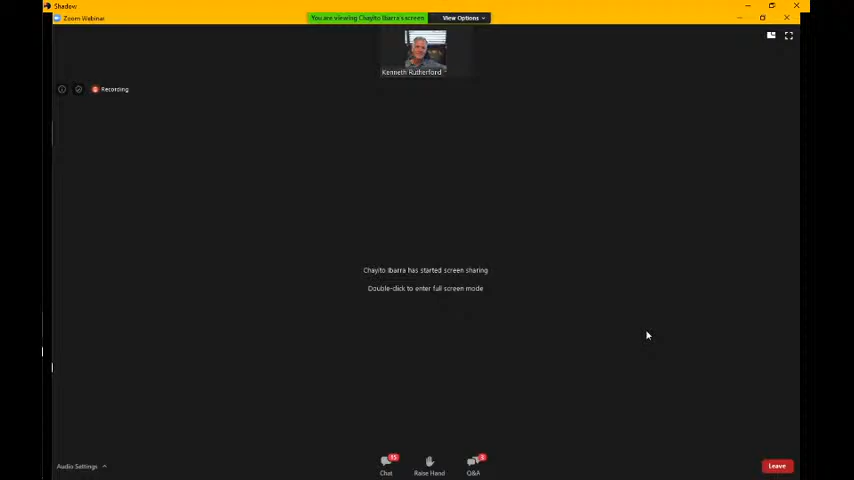 Shadow
Zoom Webinar
You are viewing Chayito Ibarra's screen
View Options
Kenneth Rutherford
Recording
Chayito Ibarra has started screen sharing
Double-click to enter full screen mode
Audio Settings
Chat
Raise Hand
Q&A
Leave